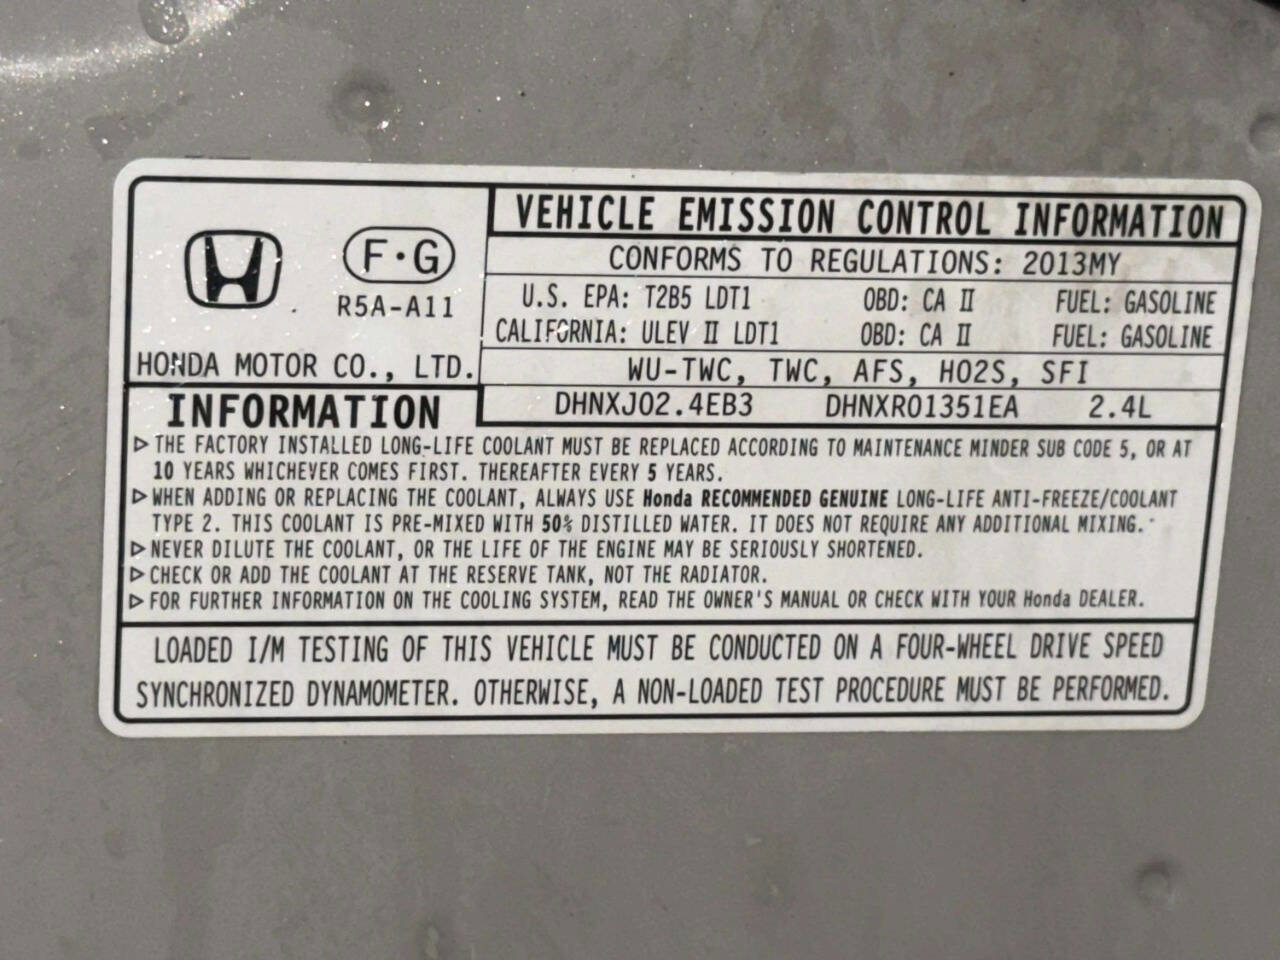 VEHICLE EMISSION CONTROL INFORMATION
F·G
R5A-A11
HONDA MOTOR CO., LTD.
CONFORMS TO REGULATIONS: 2013MY
U.S. EPA: T2B5 LDT1 OBD: CA II FUEL: GASOLINE
CALIFORNIA: ULEV II LDT1 OBD: CA II FUEL: GASOLINE
WU-TWC, TWC, AFS, HO2S, SFI
DHNXJ02.4EB3 DHNXR01351EA 2.4L
INFORMATION
▷ THE FACTORY INSTALLED LONG-LIFE COOLANT MUST BE REPLACED ACCORDING TO MAINTENANCE MINDER SUB CODE 5, OR AT
10 YEARS WHICHEVER COMES FIRST. THEREAFTER EVERY 5 YEARS.
▷ WHEN ADDING OR REPLACING THE COOLANT, ALWAYS USE Honda RECOMMENDED GENUINE LONG-LIFE ANTI-FREEZE/COOLANT
TYPE 2. THIS COOLANT IS PRE-MIXED WITH 50% DISTILLED WATER. IT DOES NOT REQUIRE ANY ADDITIONAL MIXING.
▷ NEVER DILUTE THE COOLANT, OR THE LIFE OF THE ENGINE MAY BE SERIOUSLY SHORTENED.
▷ CHECK OR ADD THE COOLANT AT THE RESERVE TANK, NOT THE RADIATOR.
▷ FOR FURTHER INFORMATION ON THE COOLING SYSTEM, READ THE OWNER'S MANUAL OR CHECK WITH YOUR Honda DEALER.
LOADED I/M TESTING OF THIS VEHICLE MUST BE CONDUCTED ON A FOUR-WHEEL DRIVE SPEED
SYNCHRONIZED DYNAMOMETER. OTHERWISE, A NON-LOADED TEST PROCEDURE MUST BE PERFORMED.